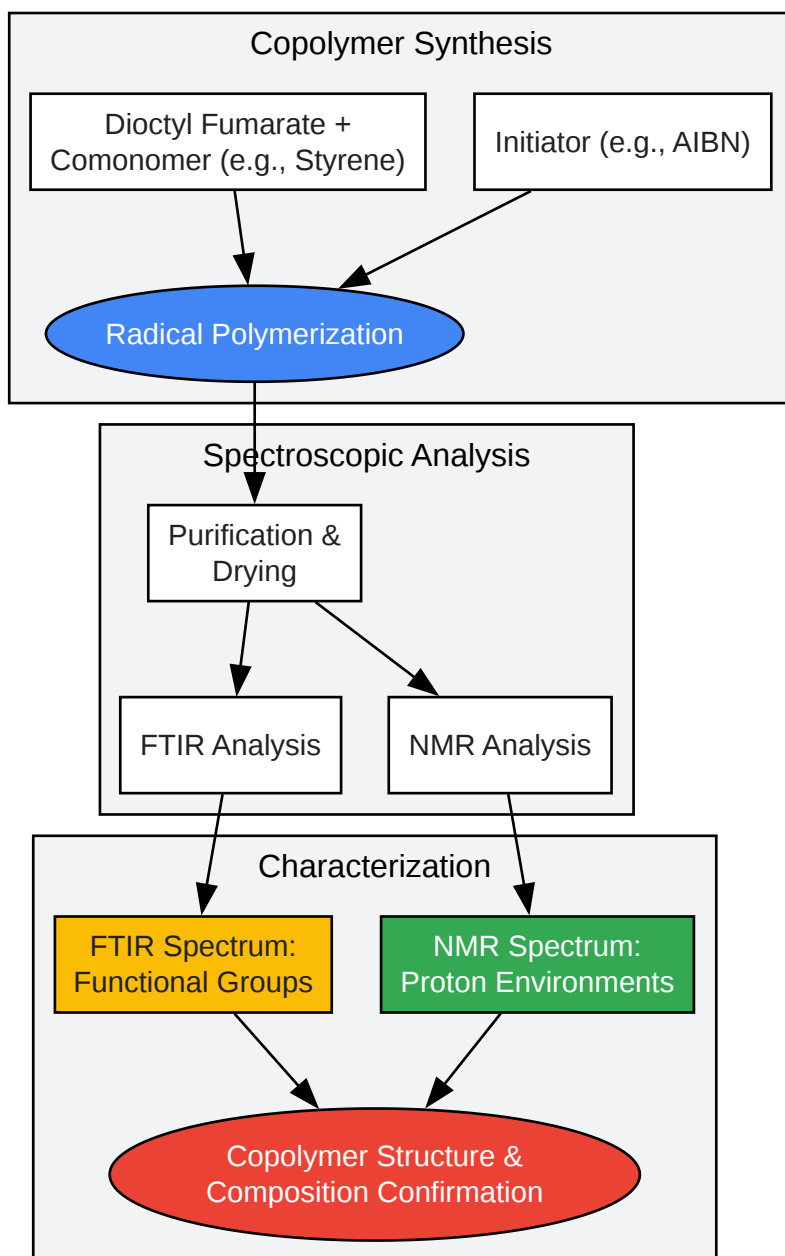 Copolymer Synthesis
Dioctyl Fumarate +
Comonomer (e.g., Styrene)
Initiator (e.g., AIBN)
Radical Polymerization
Spectroscopic Analysis
Purification &
Drying
FTIR Analysis
NMR Analysis
Characterization
FTIR Spectrum:
Functional Groups
NMR Spectrum:
Proton Environments
Copolymer Structure &
Composition Confirmation